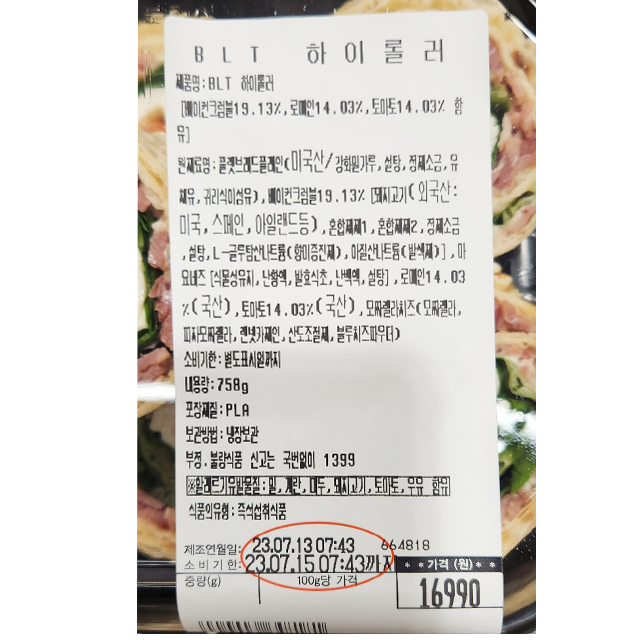 BLT 하이롤러
제품명:BLT 하이롤러
[베이컨크럼블19.13%,로메인14.03%,토마토14.03% 함
유]
원재료명:플랫브레드플레인(미국산/강화밀가루,설탕,정제소금,유
채유,귀리식이섬유),베이컨크럼블19.13% [돼지고기(외국산:
미국,스페인,아일랜드등),혼합제제1,혼합제제2,정제소금
,설탕,L-글루탐산나트륨(향미증진제),아질산나트륨(발색제)],마
요네즈[식물성유지,난황액,발효식초,난백액,설탕],로메인14.03
%(국산),토마토14.03%(국산),모짜렐라치즈(모짜렐라,
피자모짜렐라,렌넷카제인,산도조절제,블루치즈파우더)
소비기한:별도표시일까지
내용량:758g
포장재질:PLA
보관방법:냉장보관
부정,불량식품 신고는 국번없이 1399
※알레르기유발물질:밀,계란,대두,돼지고기,토마토,우유 함유
식품의유형:즉석섭취식품
제조연월일: 23.07.13 07:43 664818
소비기한: 23.07.15 07:43까지 **가격(원)**
중량(g) 100g당 가격 16990